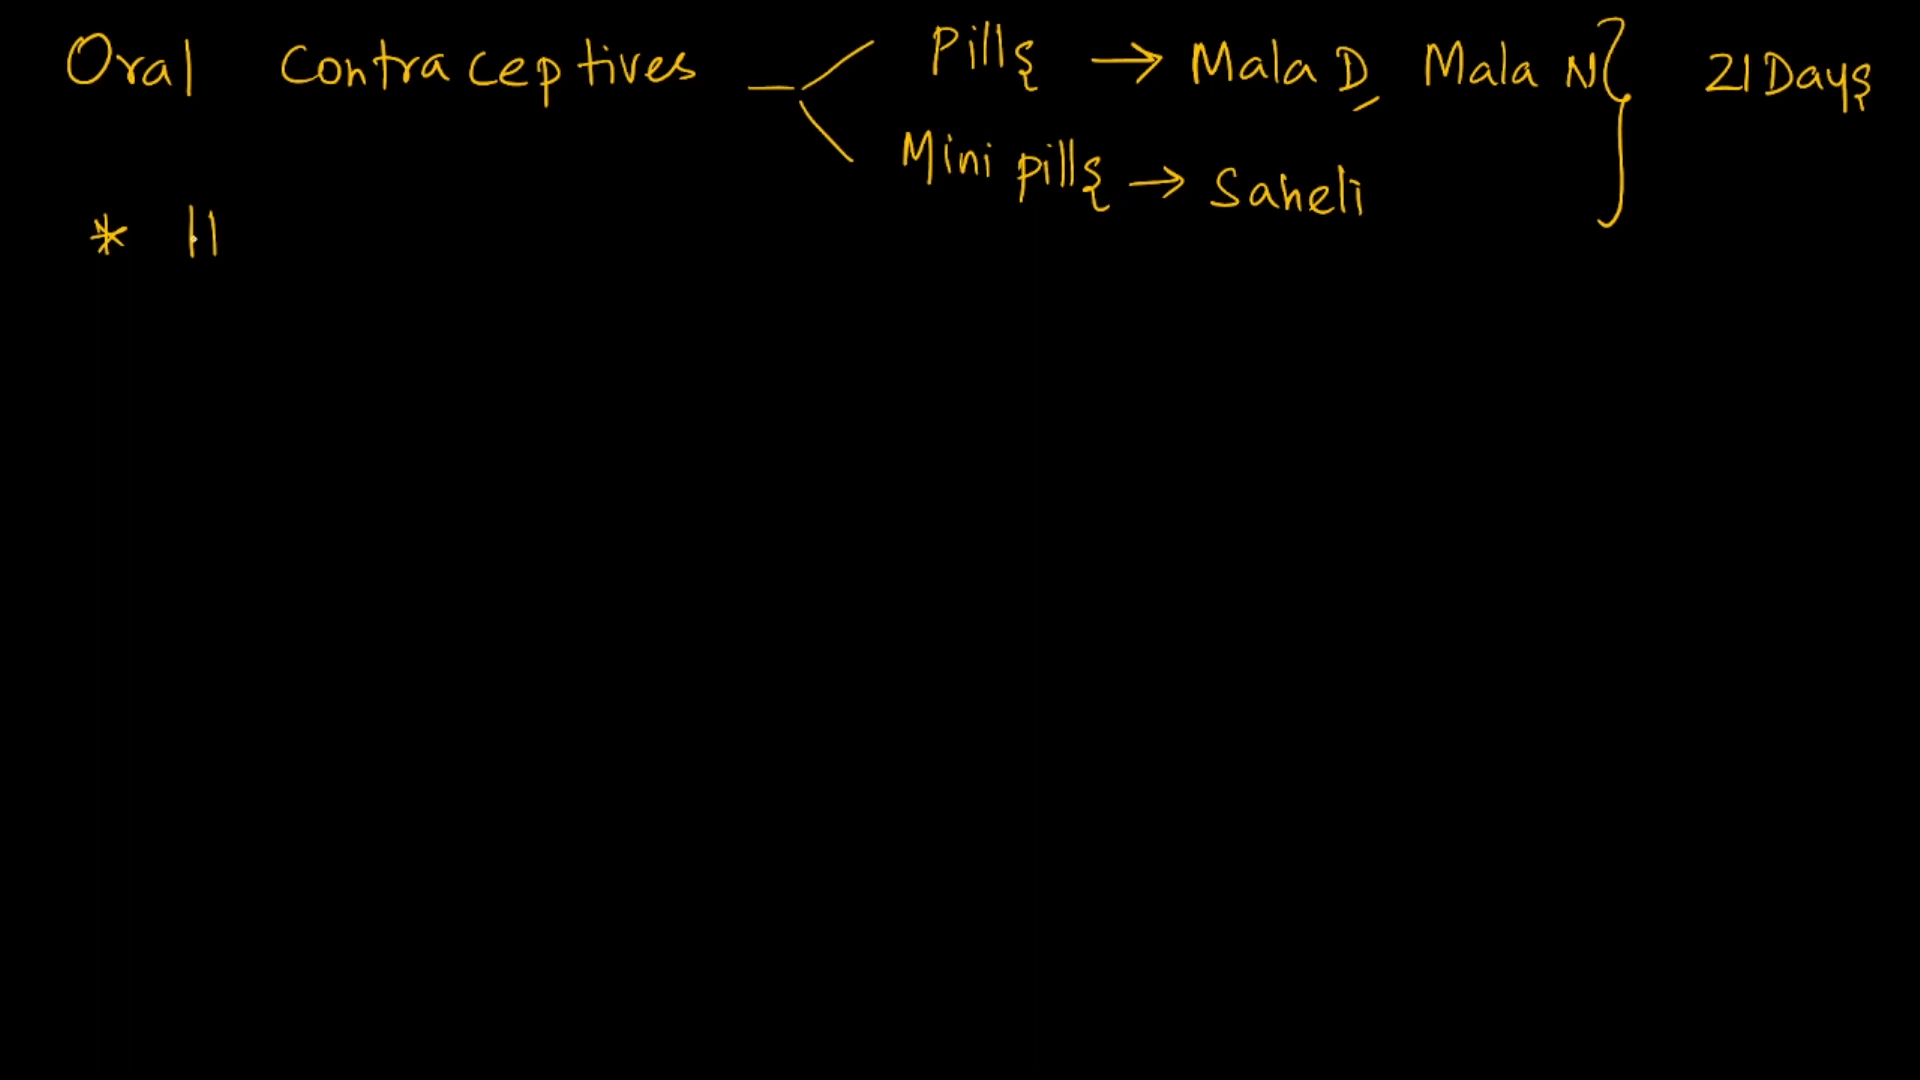 Oral Contraceptives Pills → Mala D, Mala N } 21 Days
Mini pills → Saheli
*